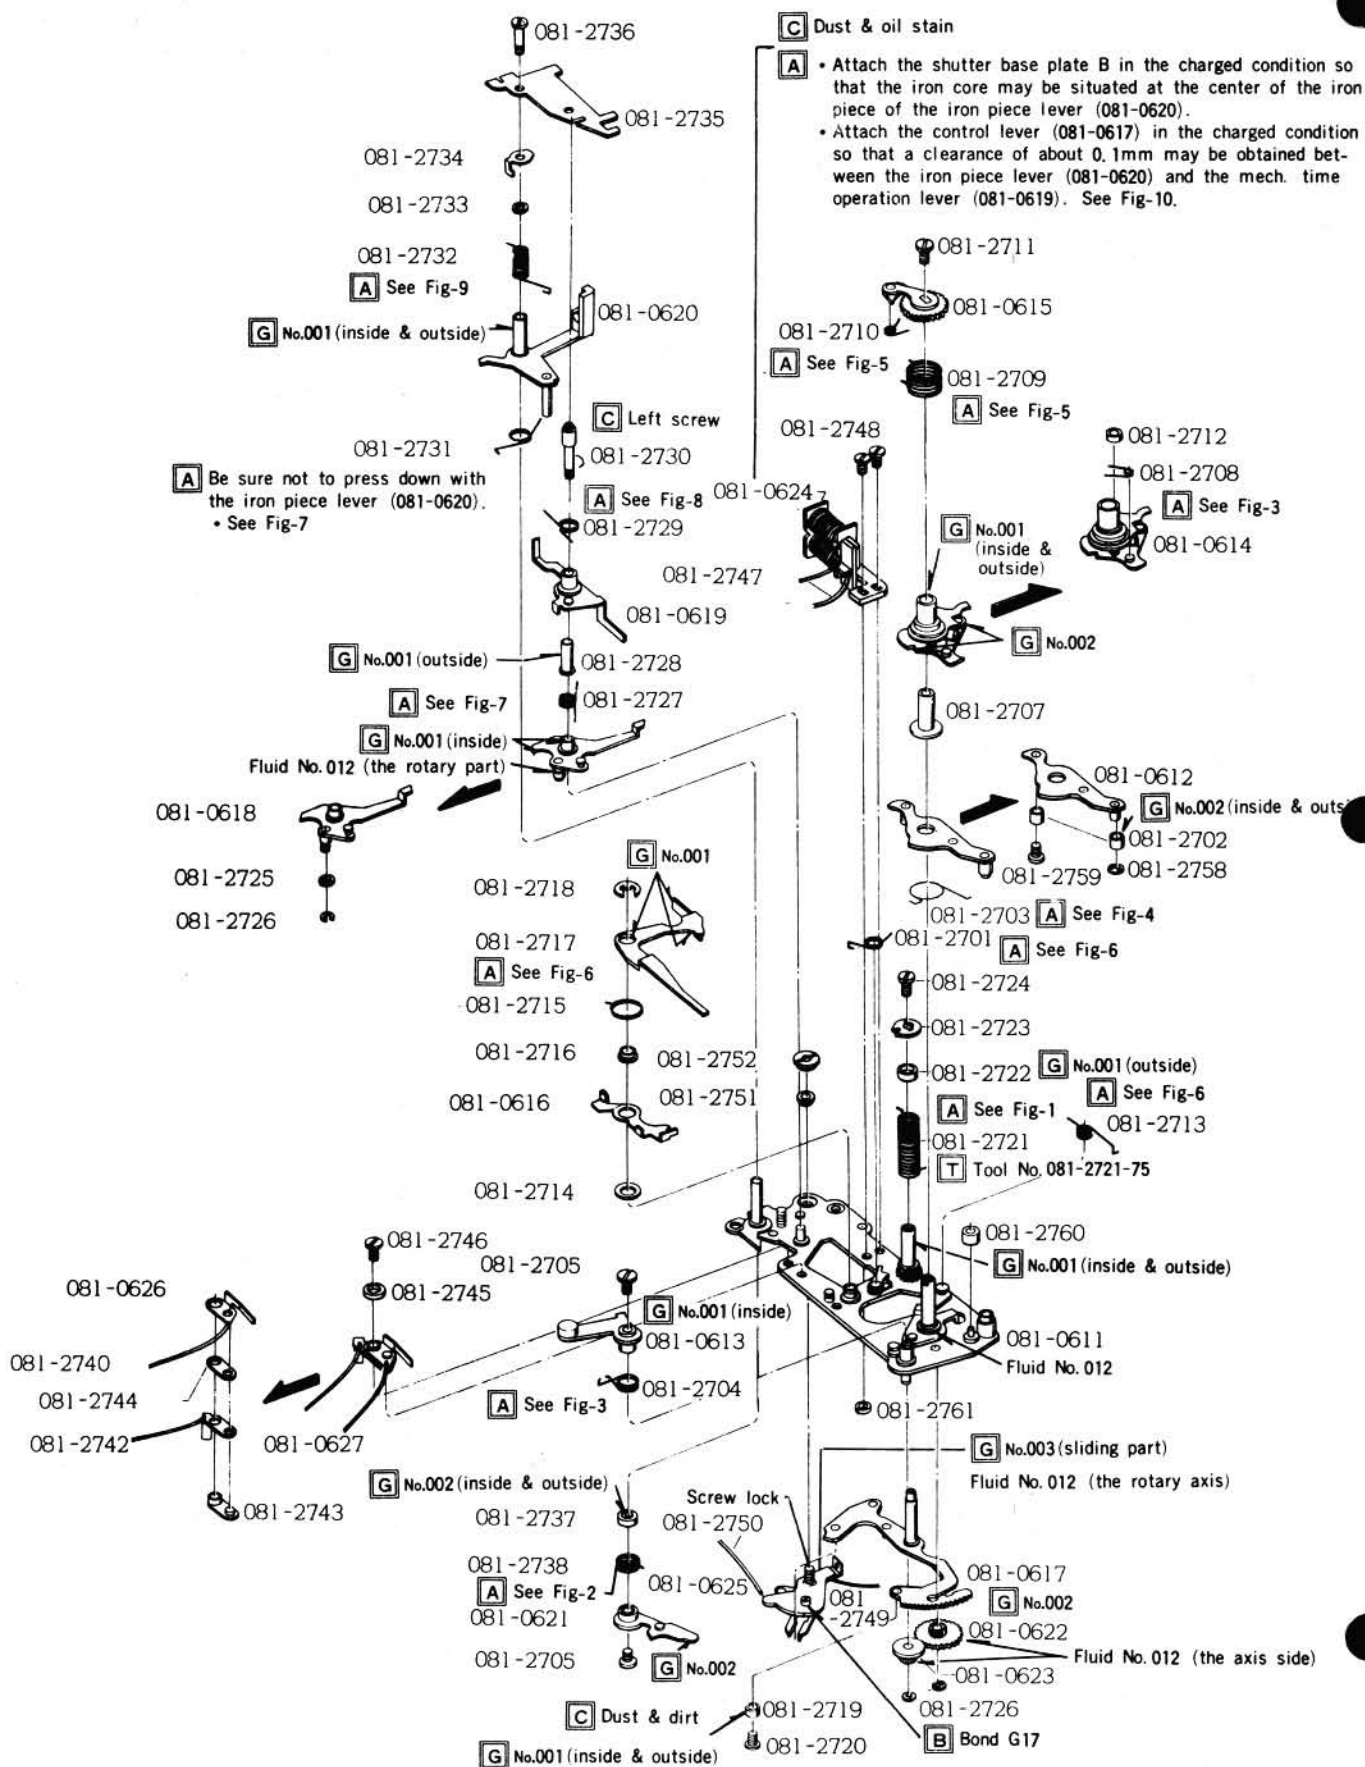 081-2736
C Dust & oil stain
A • Attach the shutter base plate B in the charged condition so
that the iron core may be situated at the center of the iron
piece of the iron piece lever (081-0620).
• Attach the control lever (081-0617) in the charged condition
so that a clearance of about 0.1mm may be obtained bet-
ween the iron piece lever (081-0620) and the mech. time
operation lever (081-0619). See Fig-10.
081-2735
081-2734
081-2733
081-2732
A See Fig-9
G No.001 (inside & outside)
081-0620
081-2731
A Be sure not to press down with
the iron piece lever (081-0620).
• See Fig-7
C Left screw
081-2730
A See Fig-8
081-2729
081-0619
G No.001 (outside)
081-2728
A See Fig-7
081-2727
G No.001 (inside)
Fluid No.012 (the rotary part)
081-0618
081-2725
081-2726
081-2711
081-0615
081-2710
A See Fig-5
081-2709
A See Fig-5
081-2748
081-0624
081-2747
081-2712
081-2708
A See Fig-3
081-0614
G No.001
(inside &
outside)
G No.002
081-2707
081-0612
G No.002 (inside &
081-2702
081-2759
081-2758
081-2703
A See Fig-4
081-2701
A See Fig-6
G No.001
081-2718
081-2717
A See Fig-6
081-2715
081-2716
081-0616
081-2714
081-2752
081-2751
081-2724
081-2723
081-2722
G No.001 (outside)
A See Fig-1
A See Fig-6
081-2713
081-2721
T Tool No.081-2721-75
081-2760
G No.001 (inside & outside)
081-2746
081-2745
081-0626
081-2740
081-2744
081-2742
081-0627
081-2743
081-2705
G No.001 (inside)
081-0613
081-2704
A See Fig-3
081-0611
Fluid No.012
081-2761
G No.002 (inside & outside)
081-2737
081-2738
A See Fig-2
081-0621
081-2705
G No.002
Screw lock
081-2750
081-0625
081
-2749
G No.003 (sliding part)
Fluid No.012 (the rotary axis)
081-0617
G No.002
081-0622
Fluid No.012 (the axis side)
081-0623
081-2726
B Bond G17
C Dust & dirt
081-2719
G No.001 (inside & outside)
081-2720